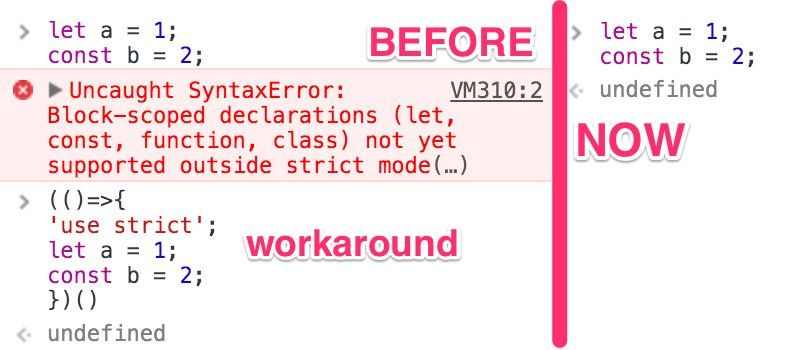 let a = 1;
const b = 2;
BEFORE
Uncaught SyntaxError: VM310:2
Block-scoped declarations (let,
const, function, class) not yet
supported outside strict mode(…)
(()=>{
'use strict';
let a = 1;
const b = 2;
})()
workaround
undefined
let a = 1;
const b = 2;
undefined
NOW